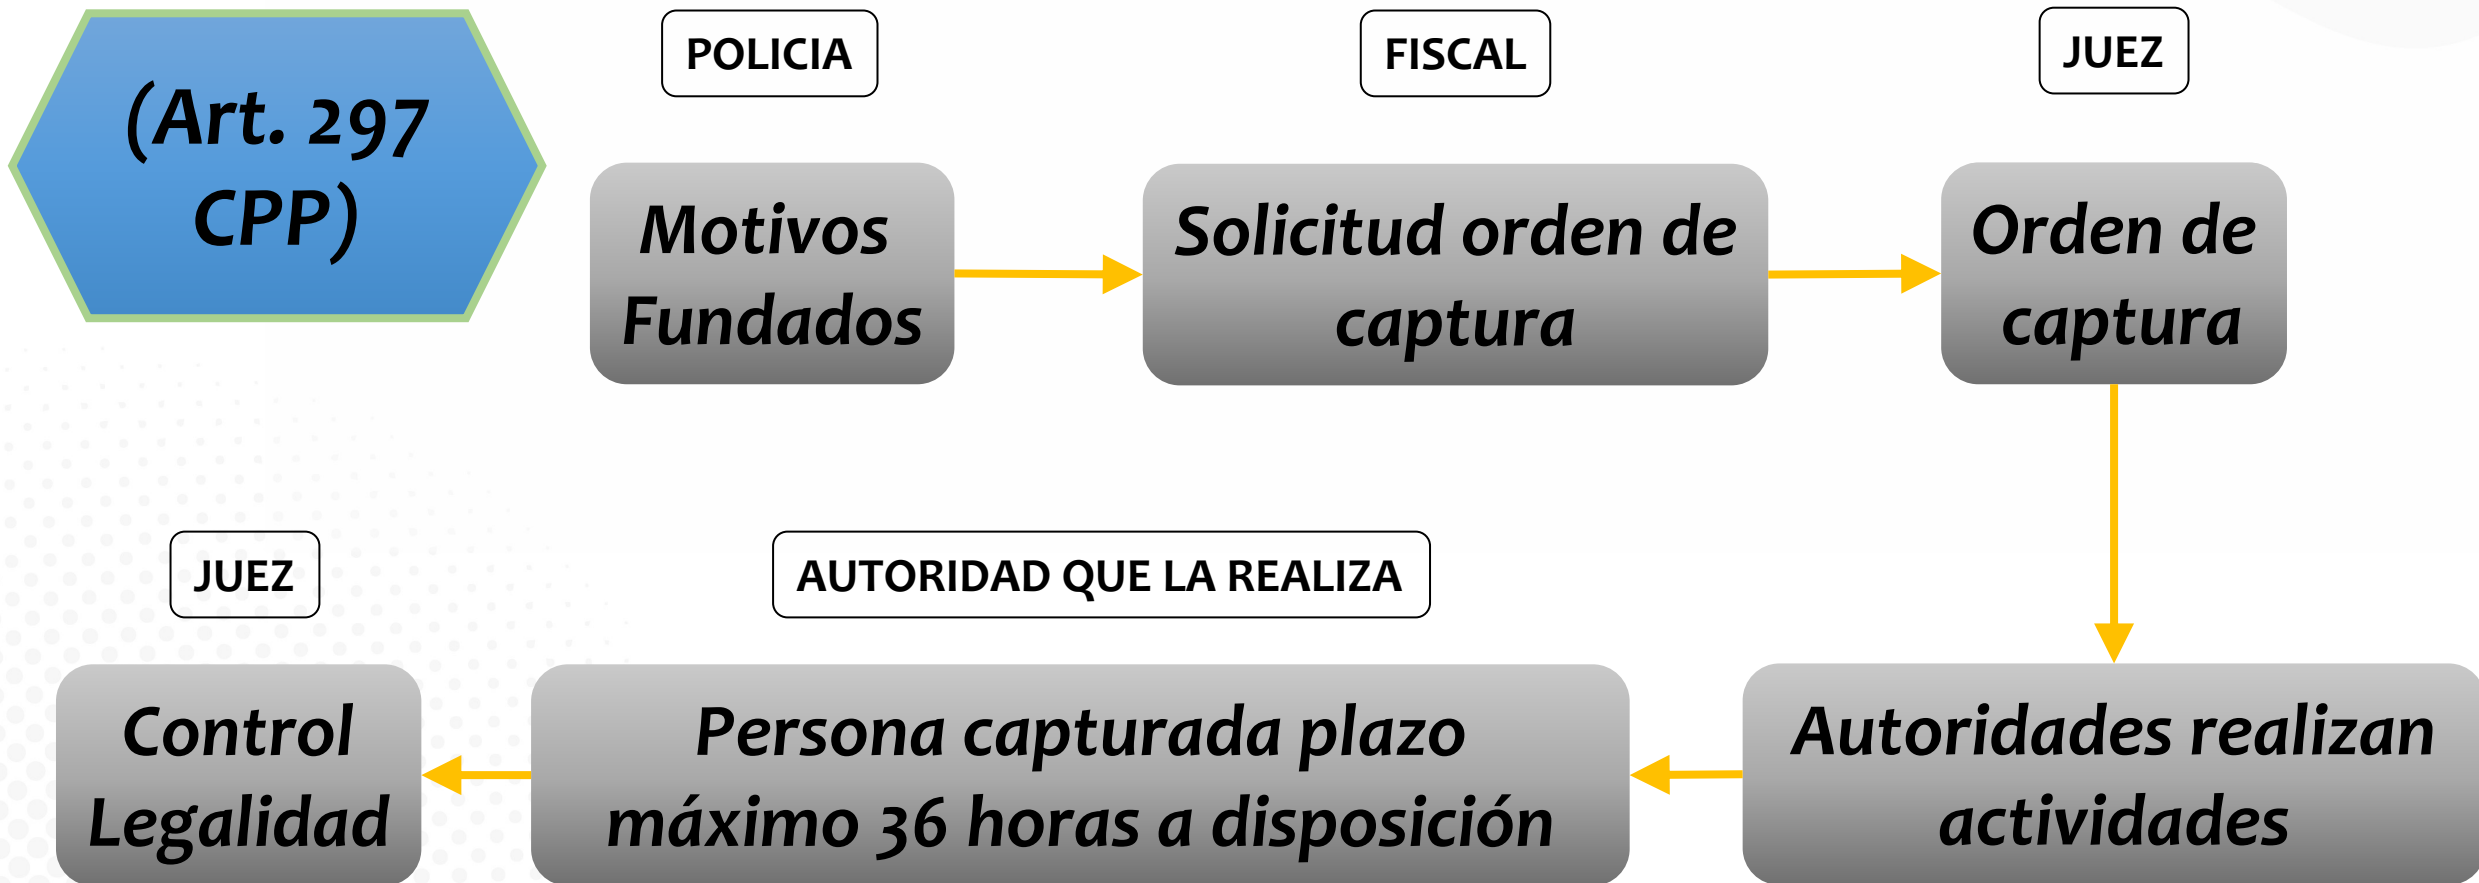 (Art. 297
CPP)
POLICIA
Motivos
Fundados
FISCAL
Solicitud orden de
captura
JUEZ
Orden de
captura
Autoridades realizan
actividades
AUTORIDAD QUE LA REALIZA
Persona capturada plazo
máximo 36 horas a disposición
JUEZ
Control
Legalidad